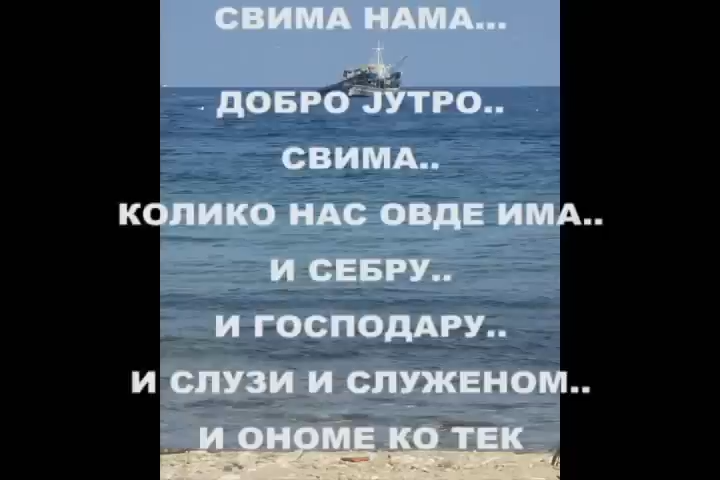 СВИМА НАМА...
ДОБРО ЈУТРО..
СВИМА..
КОЛИКО НАС ОВДЕ ИМА..
И СЕБРУ..
И ГОСПОДАРУ..
И СЛУЗИ И СЛУЖЕНОМ..
И ОНОМЕ КО ТЕК